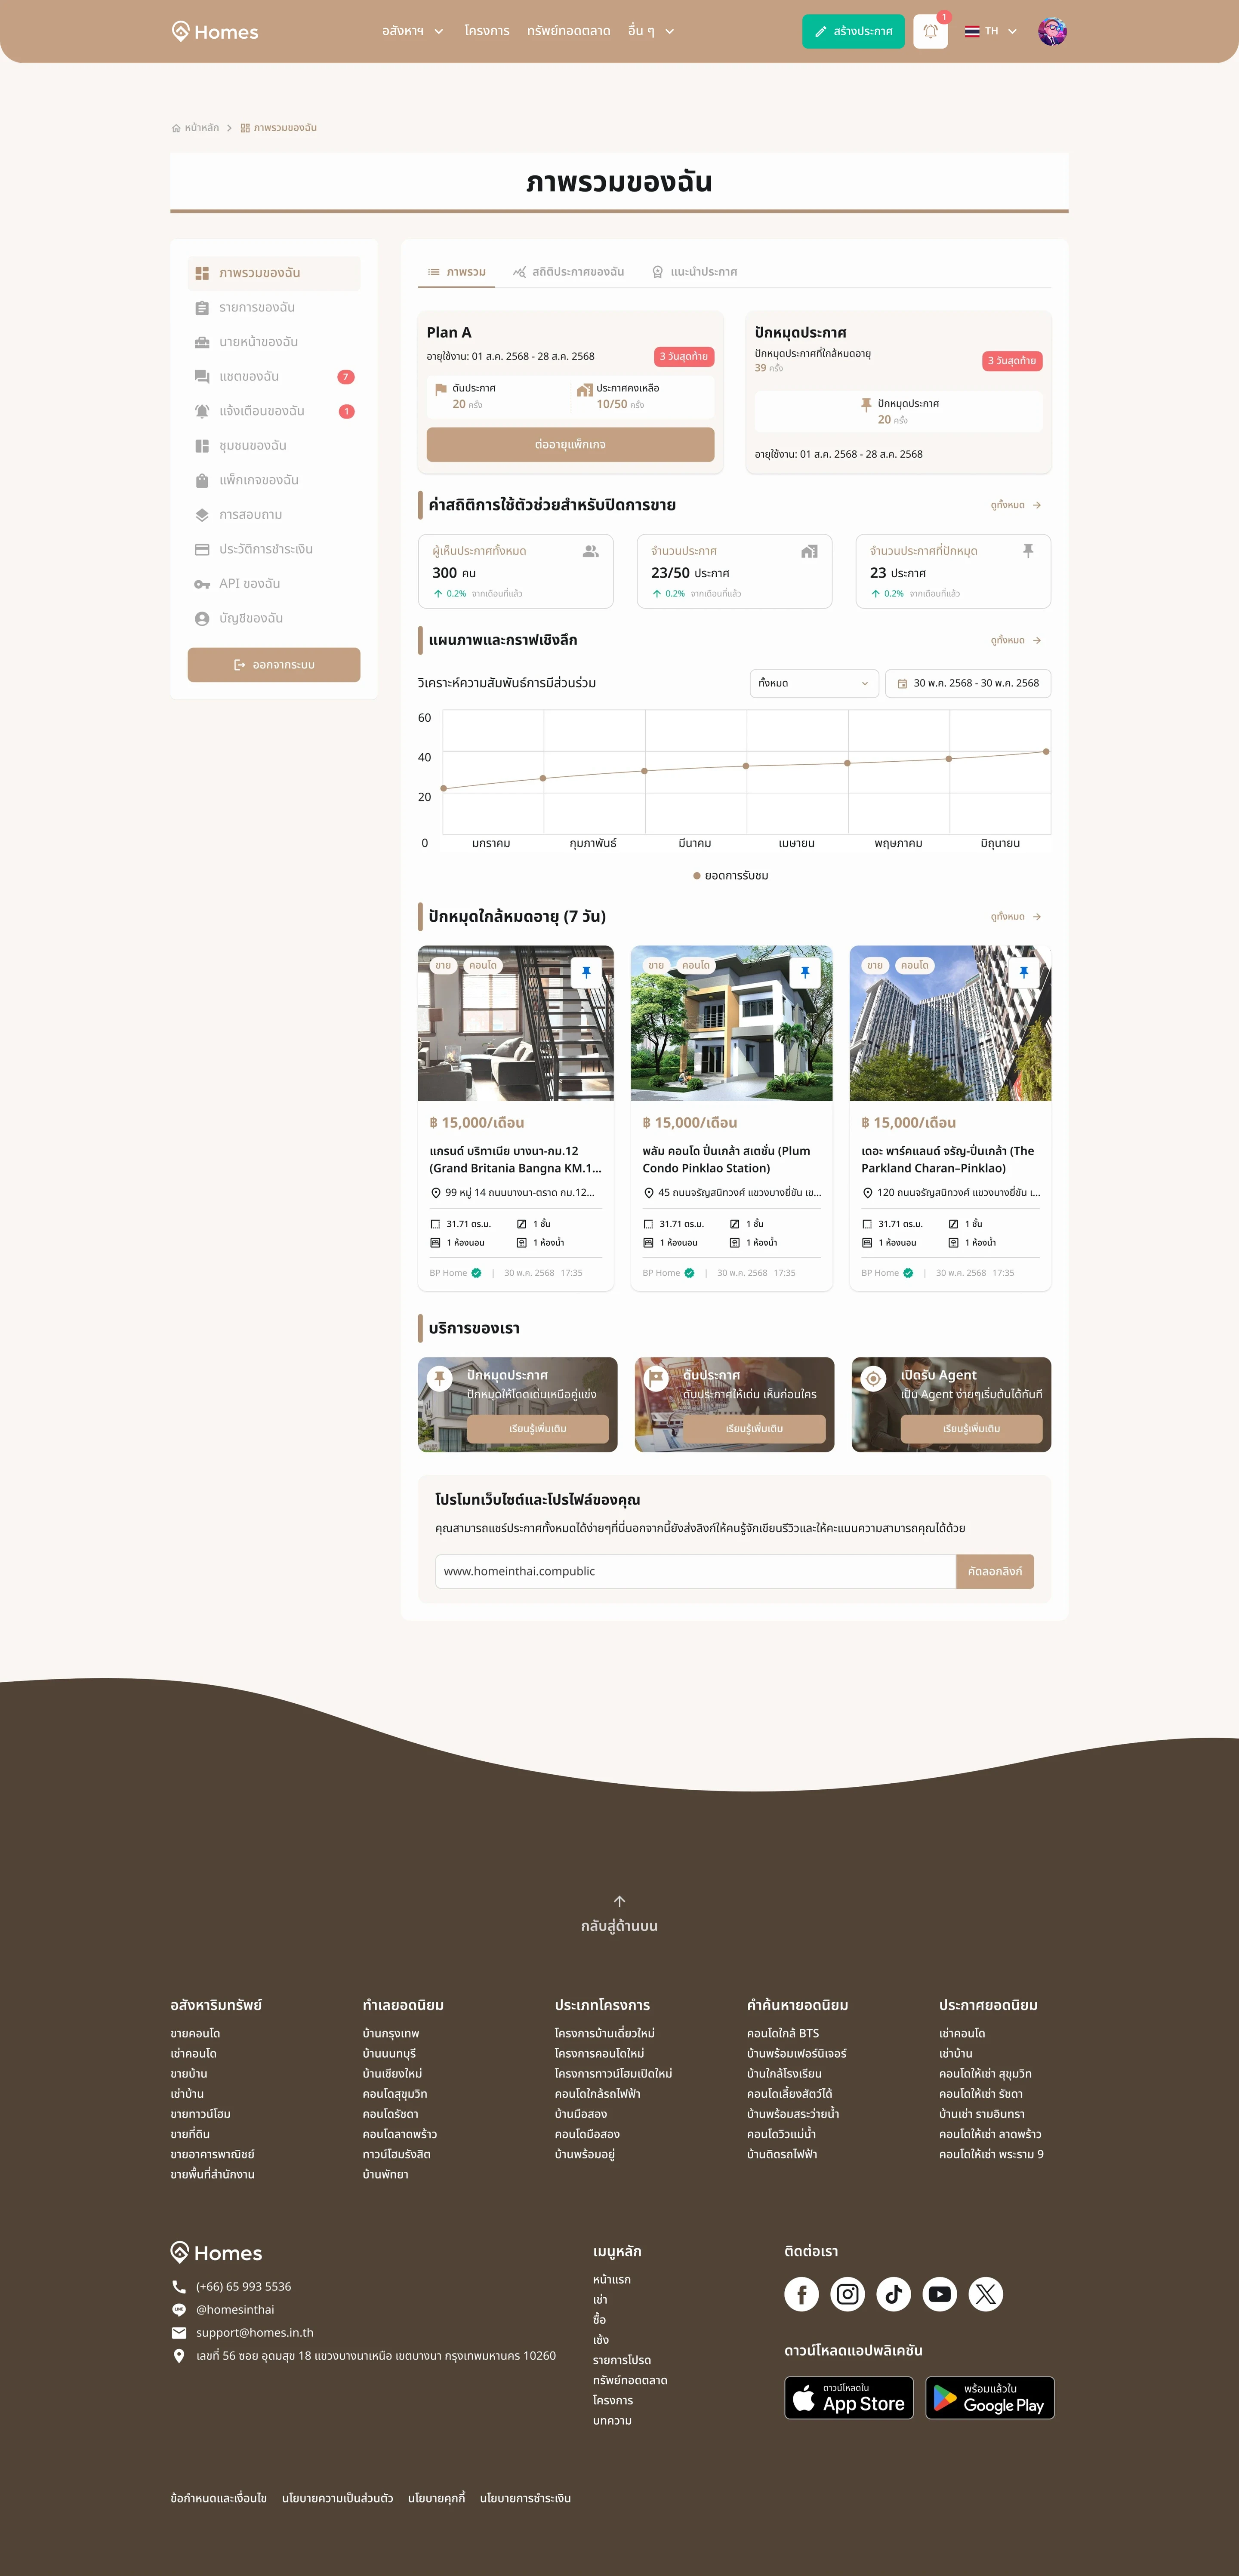 Homes
อสังหาฯ
โครงการ
ทรัพย์ทอดตลาด
อื่น ๆ
สร้างประกาศ
1
TH
หน้าหลัก
ภาพรวมของฉัน
ภาพรวมของฉัน
ภาพรวมของฉัน
รายการของฉัน
นายหน้าของฉัน
แชตของฉัน
7
แจ้งเตือนของฉัน
1
ชุมชนของฉัน
แพ็กเกจของฉัน
การสอบถาม
ประวัติการชำระเงิน
API ของฉัน
บัญชีของฉัน
ออกจากระบบ
ภาพรวม
สถิติประกาศของฉัน
แนะนำประกาศ
Plan A
อายุใช้งาน: 01 ส.ค. 2568 - 28 ส.ค. 2568
3 วันสุดท้าย
ดันประกาศ
20 ครั้ง
ประกาศคงเหลือ
10/50 ครั้ง
ต่ออายุแพ็กเกจ
ปักหมุดประกาศ
ปักหมุดประกาศที่ใกล้หมดอายุ
39 ครั้ง
3 วันสุดท้าย
ปักหมุดประกาศ
20 ครั้ง
อายุใช้งาน: 01 ส.ค. 2568 - 28 ส.ค. 2568
ค่าสถิติการใช้ตัวช่วยสำหรับปิดการขาย
ดูทั้งหมด
ผู้เห็นประกาศทั้งหมด
300 คน
0.2% จากเดือนที่แล้ว
จำนวนประกาศ
23/50 ประกาศ
0.2% จากเดือนที่แล้ว
จำนวนประกาศที่ปักหมุด
23 ประกาศ
0.2% จากเดือนที่แล้ว
แผนภาพและกราฟเชิงลึก
ดูทั้งหมด
วิเคราะห์ความสัมพันธ์การมีส่วนร่วม
ทั้งหมด
30 พ.ค. 2568 - 30 พ.ค. 2568
60
40
20
0
มกราคม
กุมภาพันธ์
มีนาคม
เมษายน
พฤษภาคม
มิถุนายน
ยอดการรับชม
ปักหมุดใกล้หมดอายุ (7 วัน)
ดูทั้งหมด
ขาย
คอนโด
฿ 15,000/เดือน
แกรนด์ บริทาเนีย บางนา-กม.12
(Grand Britania Bangna KM.1...
99 หมู่ 14 ถนนบางนา-ตราด กม.12...
31.71 ตร.ม.
1 ชั้น
1 ห้องนอน
1 ห้องน้ำ
BP Home | 30 พ.ค. 2568 17:35
ขาย
คอนโด
฿ 15,000/เดือน
พลัม คอนโด ปิ่นเกล้า สเตชั่น (Plum
Condo Pinklao Station)
45 ถนนจรัญสนิทวงศ์ แขวงบางยี่ขัน เข...
31.71 ตร.ม.
1 ชั้น
1 ห้องนอน
1 ห้องน้ำ
BP Home | 30 พ.ค. 2568 17:35
ขาย
คอนโด
฿ 15,000/เดือน
เดอะ พาร์คแลนด์ จรัญ-ปิ่นเกล้า (The
Parkland Charan–Pinklao)
120 ถนนจรัญสนิทวงศ์ แขวงบางยี่ขัน เ...
31.71 ตร.ม.
1 ชั้น
1 ห้องนอน
1 ห้องน้ำ
BP Home | 30 พ.ค. 2568 17:35
บริการของเรา
ปักหมุดประกาศ
ปักหมุดให้โดดเด่นเหนือคู่แข่ง
เรียนรู้เพิ่มเติม
ดันประกาศ
ดันประกาศให้เด่น เห็นก่อนใคร
เรียนรู้เพิ่มเติม
เปิดรับ Agent
เป็น Agent ง่ายๆเริ่มต้นได้ทันที
เรียนรู้เพิ่มเติม
โปรโมทเว็บไซต์และโปรไฟล์ของคุณ
คุณสามารถแชร์ประกาศทั้งหมดได้ง่ายๆที่นี่นอกจากนี้ยังส่งลิงก์ให้คนรู้จักเขียนรีวิวและให้คะแนนความสามารถคุณได้ด้วย
www.homeinthai.compublic
คัดลอกลิงก์
กลับสู่ด้านบน
อสังหาริมทรัพย์
ขายคอนโด
เช่าคอนโด
ขายบ้าน
เช่าบ้าน
ขายทาวน์โฮม
ขายที่ดิน
ขายอาคารพาณิชย์
ขายพื้นที่สำนักงาน
ทำเลยอดนิยม
บ้านกรุงเทพ
บ้านนนทบุรี
บ้านเชียงใหม่
คอนโดสุขุมวิท
คอนโดรัชดา
คอนโดลาดพร้าว
ทาวน์โฮมรังสิต
บ้านพัทยา
ประเภทโครงการ
โครงการบ้านเดี่ยวใหม่
โครงการคอนโดใหม่
โครงการทาวน์โฮมเปิดใหม่
คอนโดใกล้รถไฟฟ้า
บ้านมือสอง
คอนโดมือสอง
บ้านพร้อมอยู่
คำค้นหายอดนิยม
คอนโดใกล้ BTS
บ้านพร้อมเฟอร์นิเจอร์
บ้านใกล้โรงเรียน
คอนโดเลี้ยงสัตว์ได้
บ้านพร้อมสระว่ายน้ำ
คอนโดวิวแม่น้ำ
บ้านติดรถไฟฟ้า
ประกาศยอดนิยม
เช่าคอนโด
เช่าบ้าน
คอนโดให้เช่า สุขุมวิท
คอนโดให้เช่า รัชดา
บ้านเช่า รามอินทรา
คอนโดให้เช่า ลาดพร้าว
คอนโดให้เช่า พระราม 9
Homes
(+66) 65 993 5536
@homesinthai
support@homes.in.th
เลขที่ 56 ซอย อุดมสุข 18 แขวงบางนาเหนือ เขตบางนา กรุงเทพมหานคร 10260
เมนูหลัก
หน้าแรก
เช่า
ซื้อ
เซ้ง
รายการโปรด
ทรัพย์ทอดตลาด
โครงการ
บทความ
ติดต่อเรา
ดาวน์โหลดแอปพลิเคชัน
ดาวน์โหลดใน
App Store
พร้อมแล้วใน
Google Play
ข้อกำหนดและเงื่อนไข
นโยบายความเป็นส่วนตัว
นโยบายคุกกี้
นโยบายการชำระเงิน